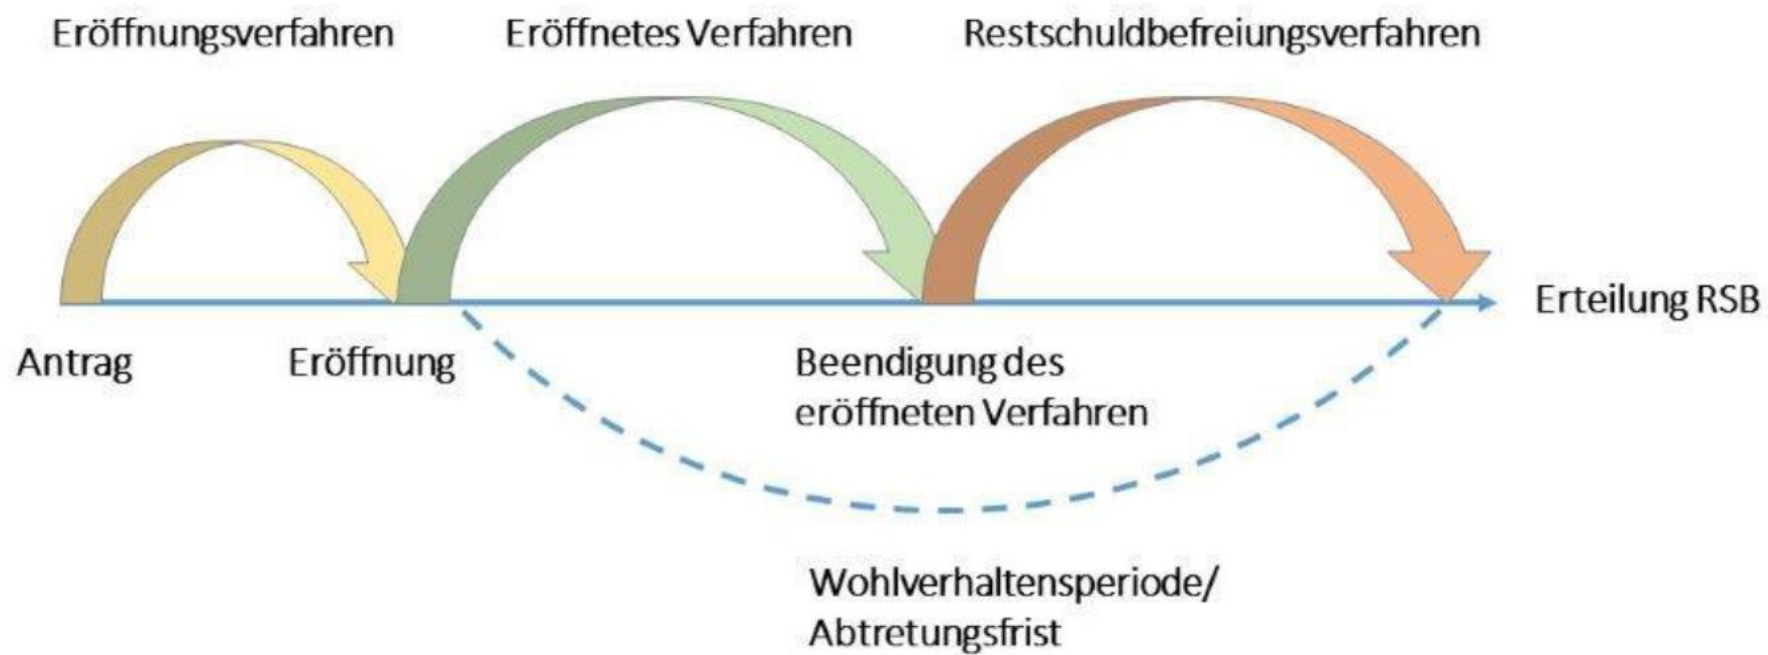 Eröffnungsverfahren
Eröffnetes Verfahren
Restschuldbefreiungsverfahren
Erteilung RSB
Antrag
Eröffnung
Beendigung des
eröffneten Verfahren
Wohlverhaltensperiode/
Abtretungsfrist